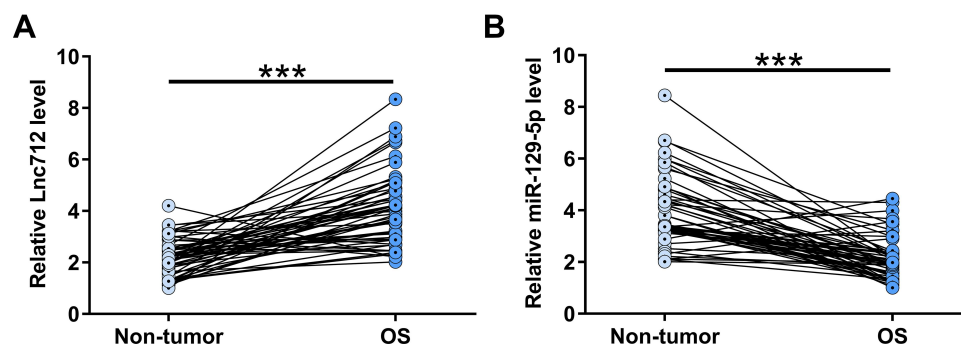 A
Relative Lnc712 level
10
8
6
4
2
0
***
Non-tumor
OS
B
Relative miR-129-5p level
10
8
6
4
2
0
***
Non-tumor
OS